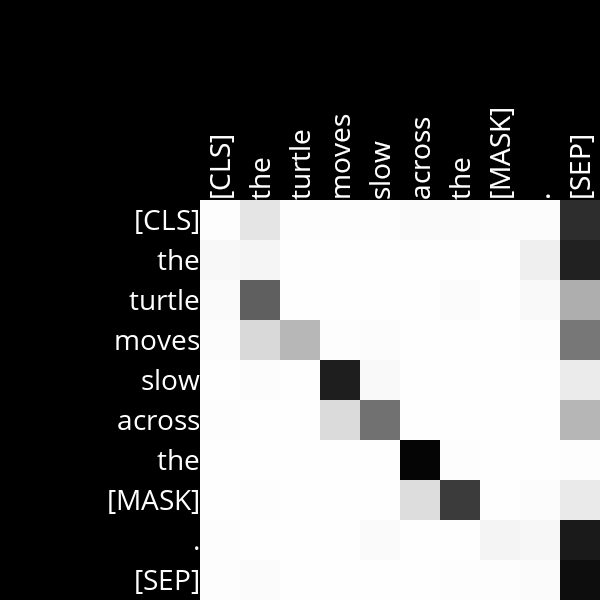 [CLS]
the
turtle
moves
slow
across
the
[MASK]
.
[SEP]
[CLS]
the
turtle
moves
slow
across
the
[MASK]
.
[SEP]